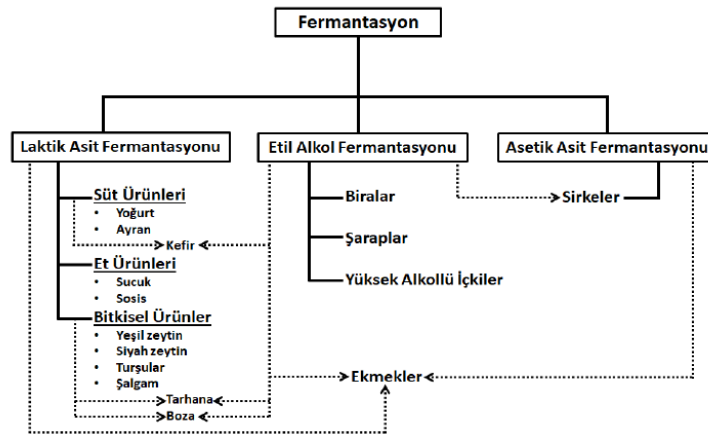 Fermantasyon
Laktik Asit Fermantasyonu
Etil Alkol Fermantasyonu
Asetik Asit Fermantasyonu
Süt Ürünleri
• Yoğurt
• Ayran
Kefir
Et Ürünleri
• Sucuk
• Sosis
Bitkisel Ürünler
• Yeşil zeytin
• Siyah zeytin
• Turşular
• Şalgam
Tarhana
Boza
Biralar
Şaraplar
Yüksek Alkollü İçkiler
Sirkeler
Ekmekler